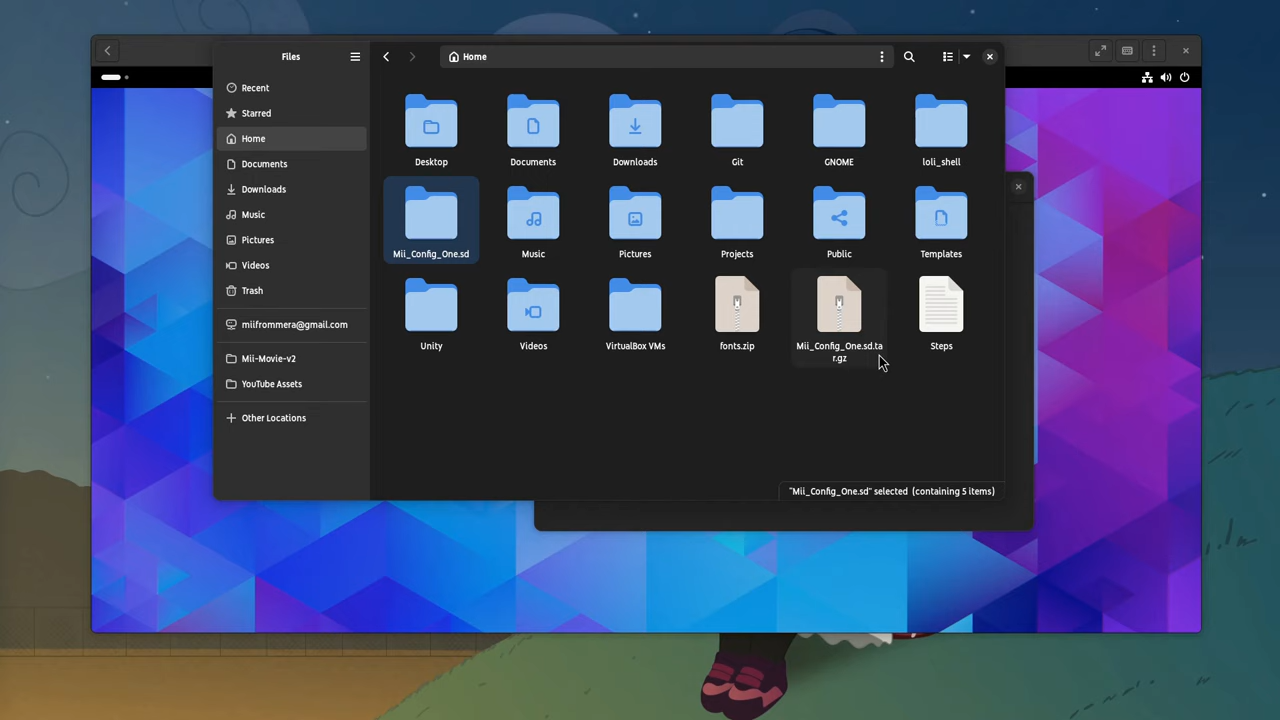 Files
Home
Recent
Starred
Home
Documents
Downloads
Music
Pictures
Videos
Trash
miifrommera@gmail.com
Mii-Movie-v2
YouTube Assets
Other Locations
Desktop
Documents
Downloads
Git
GNOME
loli_shell
Mii_Config_One.sd
Music
Pictures
Projects
Public
Templates
Unity
Videos
VirtualBox VMs
fonts.zip
Mii_Config_One.sd.ta
r.gz
Steps
"Mii_Config_One.sd" selected (containing 5 items)